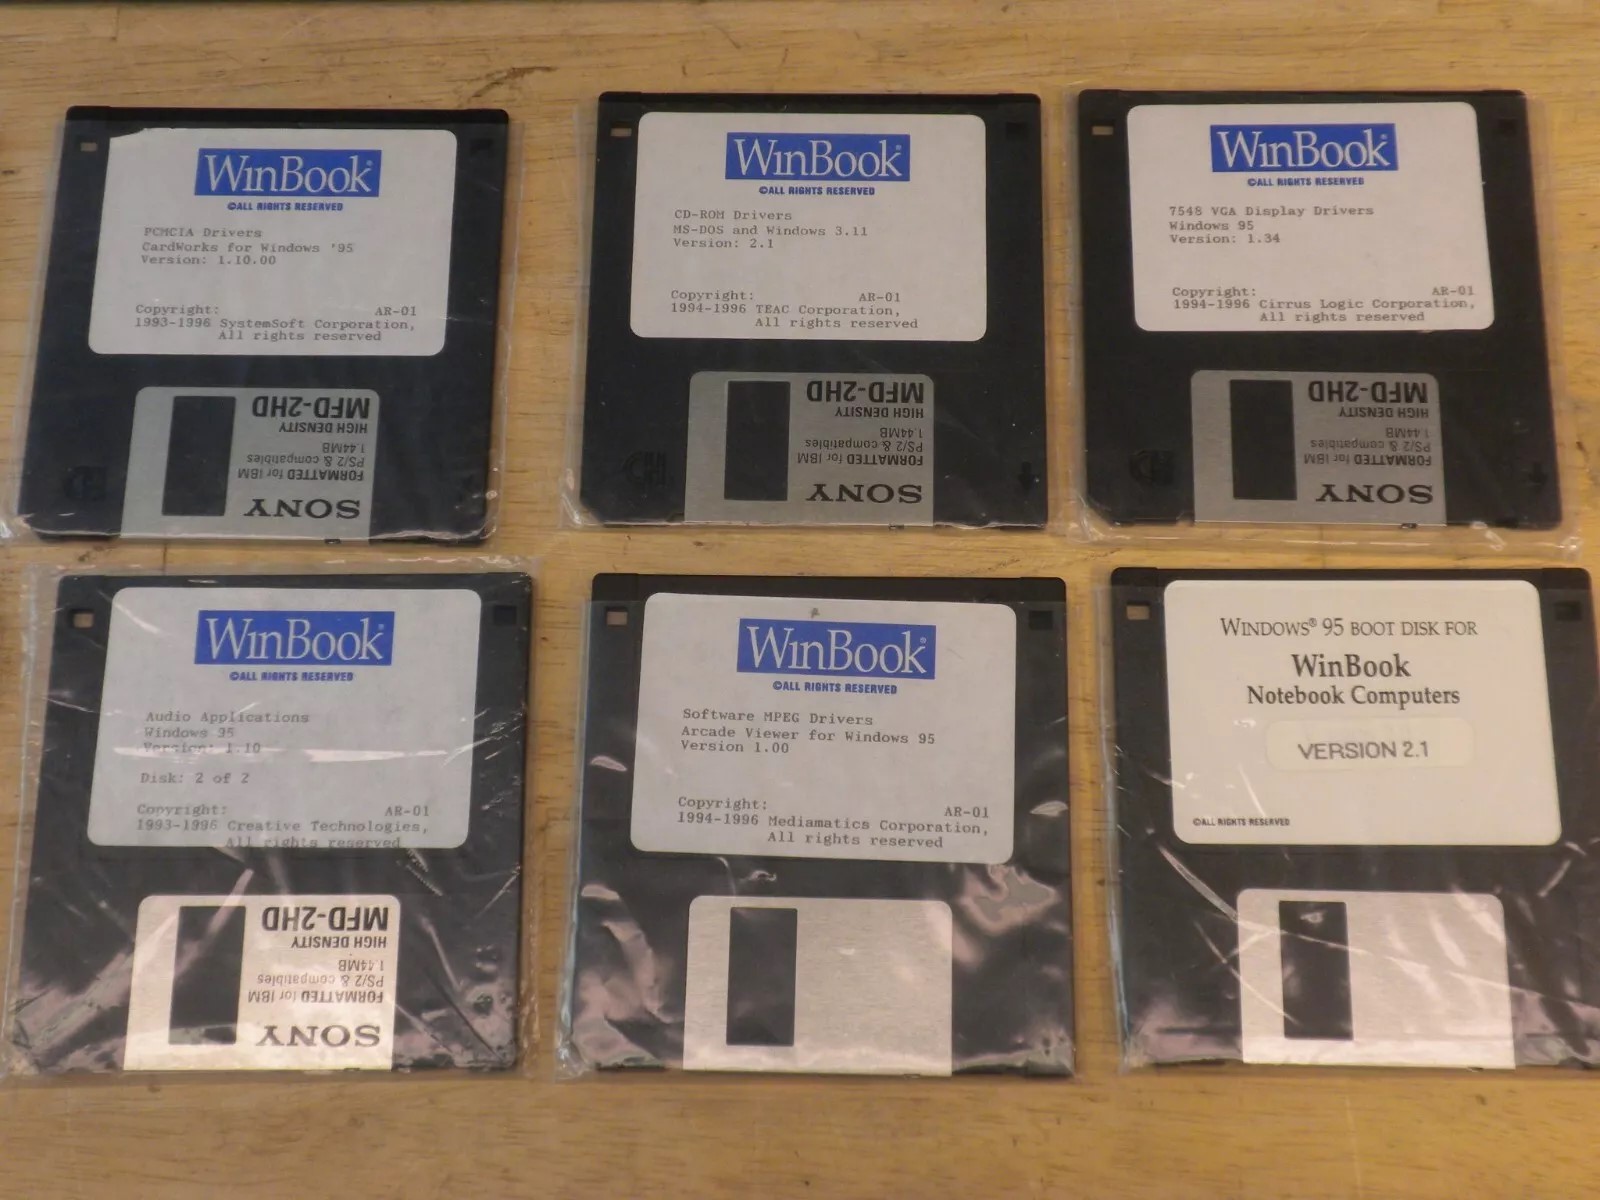 WinBook®
©ALL RIGHTS RESERVED
PCMCIA Drivers
CardWorks for Windows '95
Version: 1.10.00
Copyright: AR-01
1993-1996 SystemSoft Corporation,
All rights reserved
MFD-2HD
HIGH DENSITY
1.44MB
PS/2 & compatibles
FORMATTED for IBM
SONY
WinBook®
©ALL RIGHTS RESERVED
CD-ROM Drivers
MS-DOS and Windows 3.11
Version: 2.1
Copyright: AR-01
1994-1996 TEAC Corporation,
All rights reserved
MFD-2HD
HIGH DENSITY
1.44MB
PS/2 & compatibles
FORMATTED for IBM
SONY
WinBook®
©ALL RIGHTS RESERVED
7548 VGA Display Drivers
Windows 95
Version: 1.34
Copyright: AR-01
1994-1996 Cirrus Logic Corporation,
All rights reserved
MFD-2HD
HIGH DENSITY
1.44MB
PS/2 & compatibles
FORMATTED for IBM
SONY
WinBook®
©ALL RIGHTS RESERVED
Audio Applications
Windows 95
Version: 1.10
Disk: 2 of 2
Copyright: AR-01
1993-1996 Creative Technologies,
All rights reserved
MFD-2HD
HIGH DENSITY
1.44MB
PS/2 & compatibles
FORMATTED for IBM
SONY
WinBook®
©ALL RIGHTS RESERVED
Software MPEG Drivers
Arcade Viewer for Windows 95
Version 1.00
Copyright: AR-01
1994-1996 Mediamatics Corporation,
All rights reserved
WINDOWS® 95 BOOT DISK FOR
WinBook
Notebook Computers
VERSION 2.1
©ALL RIGHTS RESERVED